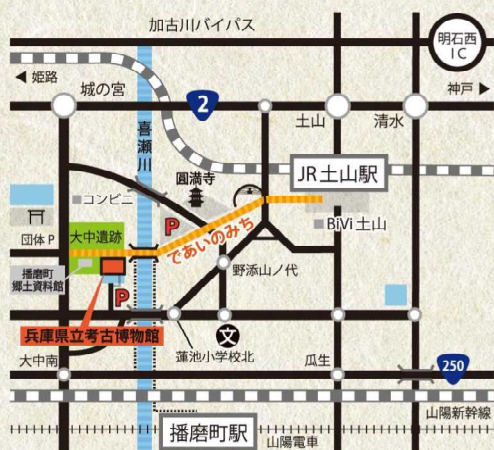 加古川バイパス
明石西
IC
姫路
神戸
城の宮
2
土山
清水
喜瀬川
圓満寺
JR土山駅
コンビニ
P
BiVi 土山
団体 P
大中遺跡
であいのみち
播磨町
郷土資料館
野添山ノ代
P
兵庫県立考古博物館
文
大中南
蓮池小学校北
瓜生
250
山陽新幹線
播磨町駅
山陽電車